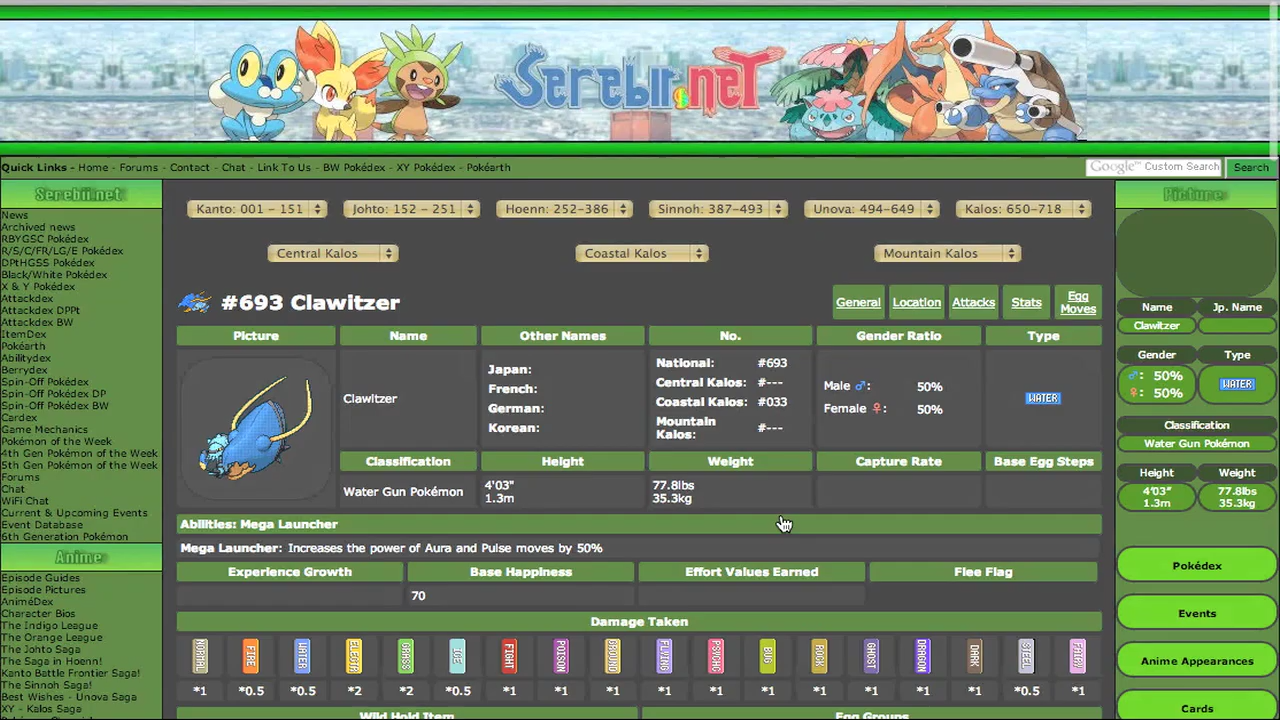 Serebii.net
Quick Links - Home - Forums - Contact - Chat - Link To Us - BW Pokédex - XY Pokédex - Pokéarth
Google™ Custom Search
Search
Serebii.net
News
Archived news
RBYGSC Pokédex
R/S/C/FR/LG/E Pokédex
DPtHGSS Pokédex
Black/White Pokédex
X & Y Pokédex
Attackdex
Attackdex DPPt
Attackdex BW
ItemDex
Pokéarth
Abilitydex
Berrydex
Spin-Off Pokédex
Spin-Off Pokédex DP
Spin-Off Pokédex BW
Cardex
Game Mechanics
Pokémon of the Week
4th Gen Pokémon of the Week
5th Gen Pokémon of the Week
Forums
Chat
WiFi Chat
Current & Upcoming Events
Event Database
6th Generation Pokémon
Anime
Episode Guides
Episode Pictures
AniméDex
Character Bios
The Indigo League
The Orange League
The Johto Saga
The Saga in Hoenn!
Kanto Battle Frontier Saga!
The Sinnoh Saga!
Best Wishes - Unova Saga
XY - Kalos Saga
Kanto: 001 - 151
Johto: 152 - 251
Hoenn: 252-386
Sinnoh: 387-493
Unova: 494-649
Kalos: 650-718
Central Kalos
Coastal Kalos
Mountain Kalos
#693 Clawitzer
General
Location
Attacks
Stats
Egg
Moves
Picture
Name
Other Names
No.
Gender Ratio
Type
Clawitzer
Japan:
French:
German:
Korean:
National: #693
Central Kalos: #---
Coastal Kalos: #033
Mountain
Kalos: #---
Male ♂: 50%
Female ♀: 50%
WATER
Classification
Height
Weight
Capture Rate
Base Egg Steps
Water Gun Pokémon
4'03"
1.3m
77.8lbs
35.3kg
Abilities: Mega Launcher
Mega Launcher: Increases the power of Aura and Pulse moves by 50%
Experience Growth
Base Happiness
Effort Values Earned
Flee Flag
70
Damage Taken
NORMAL FIRE WATER ELECTR GRASS ICE FIGHT POISON GROUND FLYING PSYCHC BUG ROCK GHOST DRAGON DARK STEEL FAIRY
*1 *0.5 *0.5 *2 *2 *0.5 *1 *1 *1 *1 *1 *1 *1 *1 *1 *1 *0.5 *1
Wild Hold Item
Egg Groups
Picture
Name
Jp. Name
Clawitzer
Gender
Type
♂: 50%
♀: 50%
WATER
Classification
Water Gun Pokémon
Height
Weight
4'03"
1.3m
77.8lbs
35.3kg
Pokédex
Events
Anime Appearances
Cards